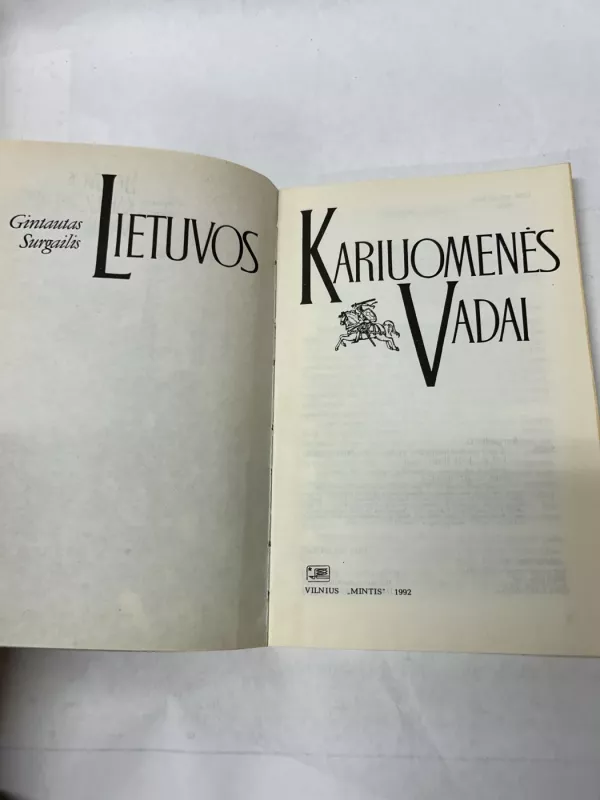 Gintautas
Surgailis
LIETUVOS
KARIUOMENĖS
VADAI
VILNIUS „MINTIS“ 1992